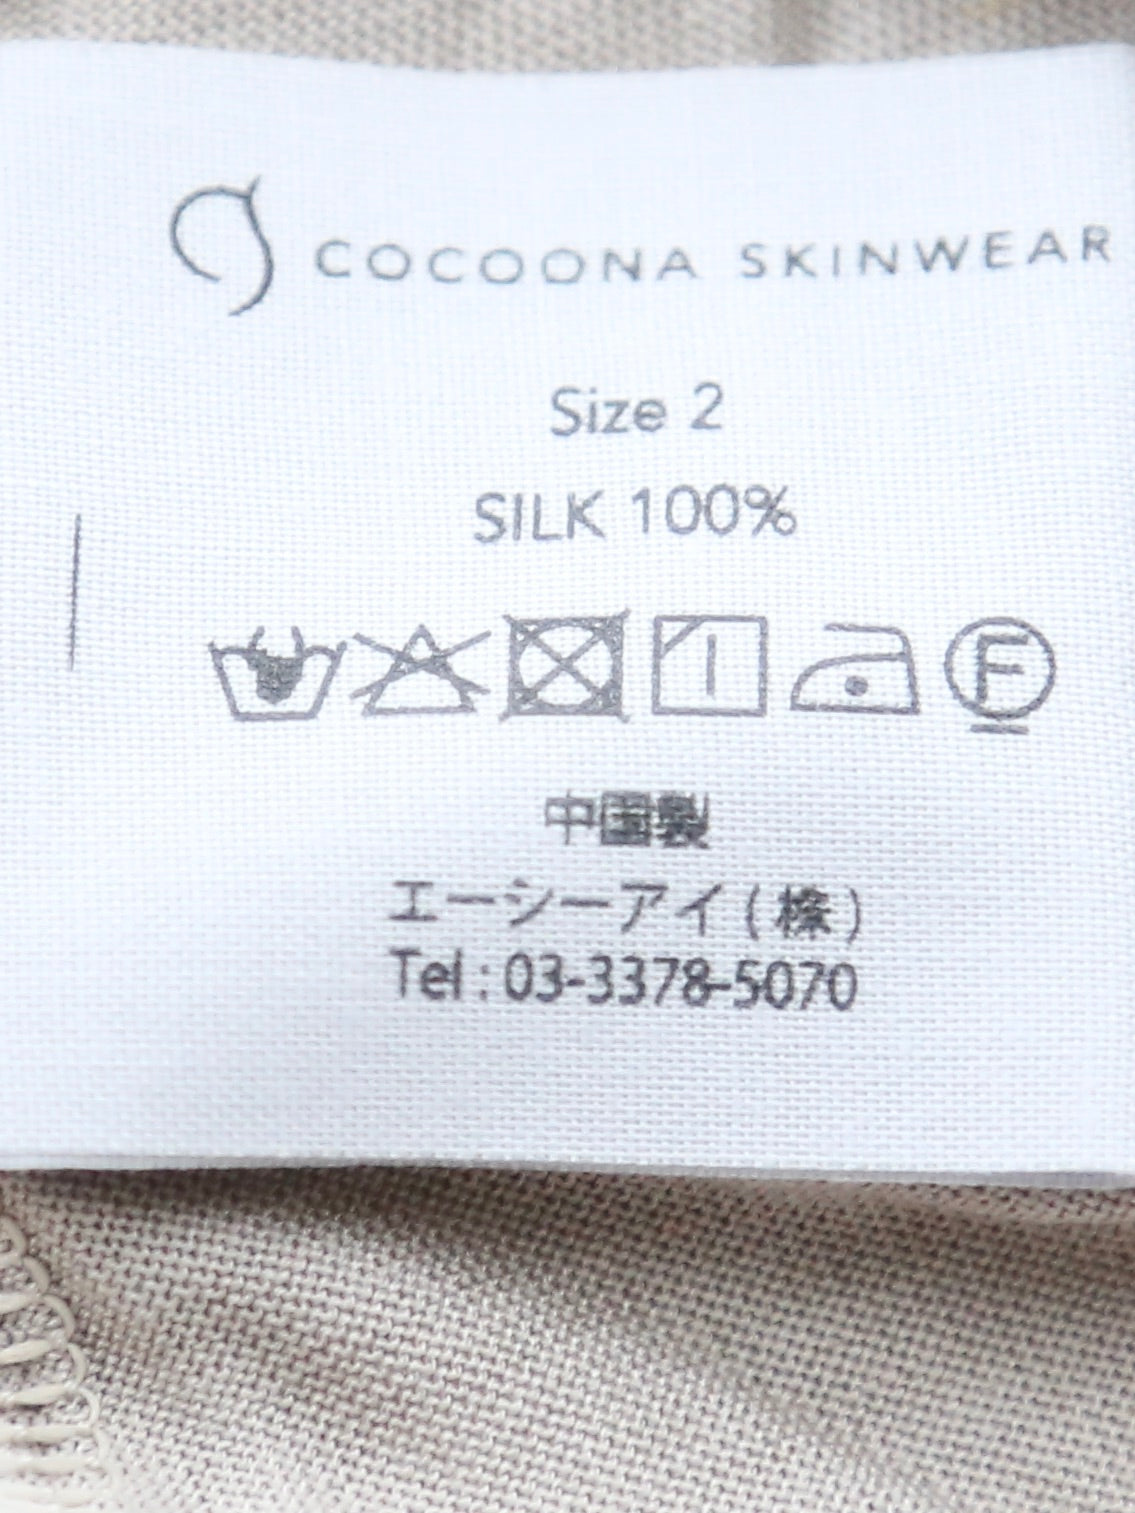 COCOONA SKINWEAR
Size 2
SILK 100%
F
中国製
エーシーアイ(株)
Tel : 03-3378-5070